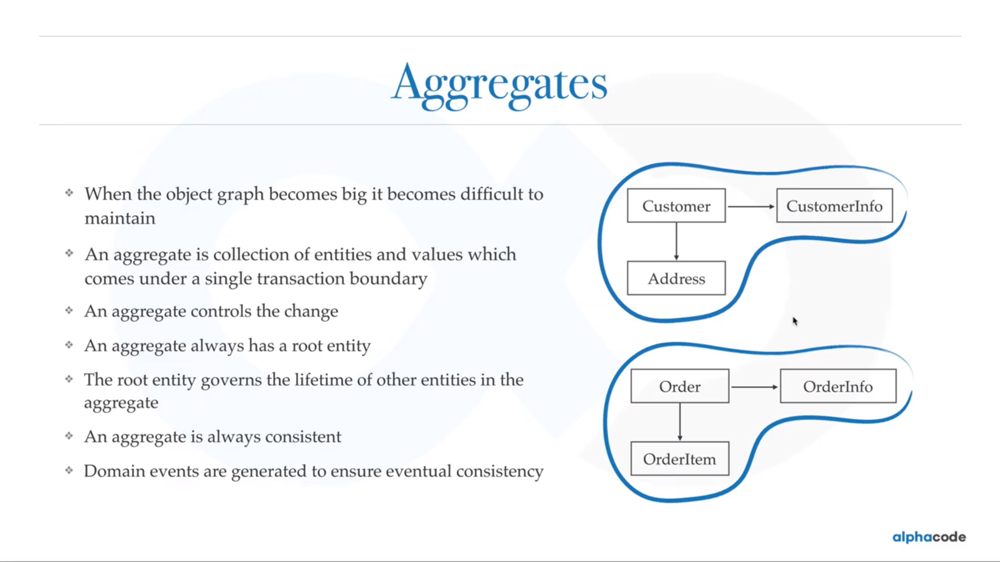 Aggregates
When the object graph becomes big it becomes difficult to
maintain
An aggregate is collection of entities and values which
comes under a single transaction boundary
An aggregate controls the change
An aggregate always has a root entity
The root entity governs the lifetime of other entities in the
aggregate
An aggregate is always consistent
Domain events are generated to ensure eventual consistency
Customer
CustomerInfo
Address
Order
OrderInfo
OrderItem
alphacode